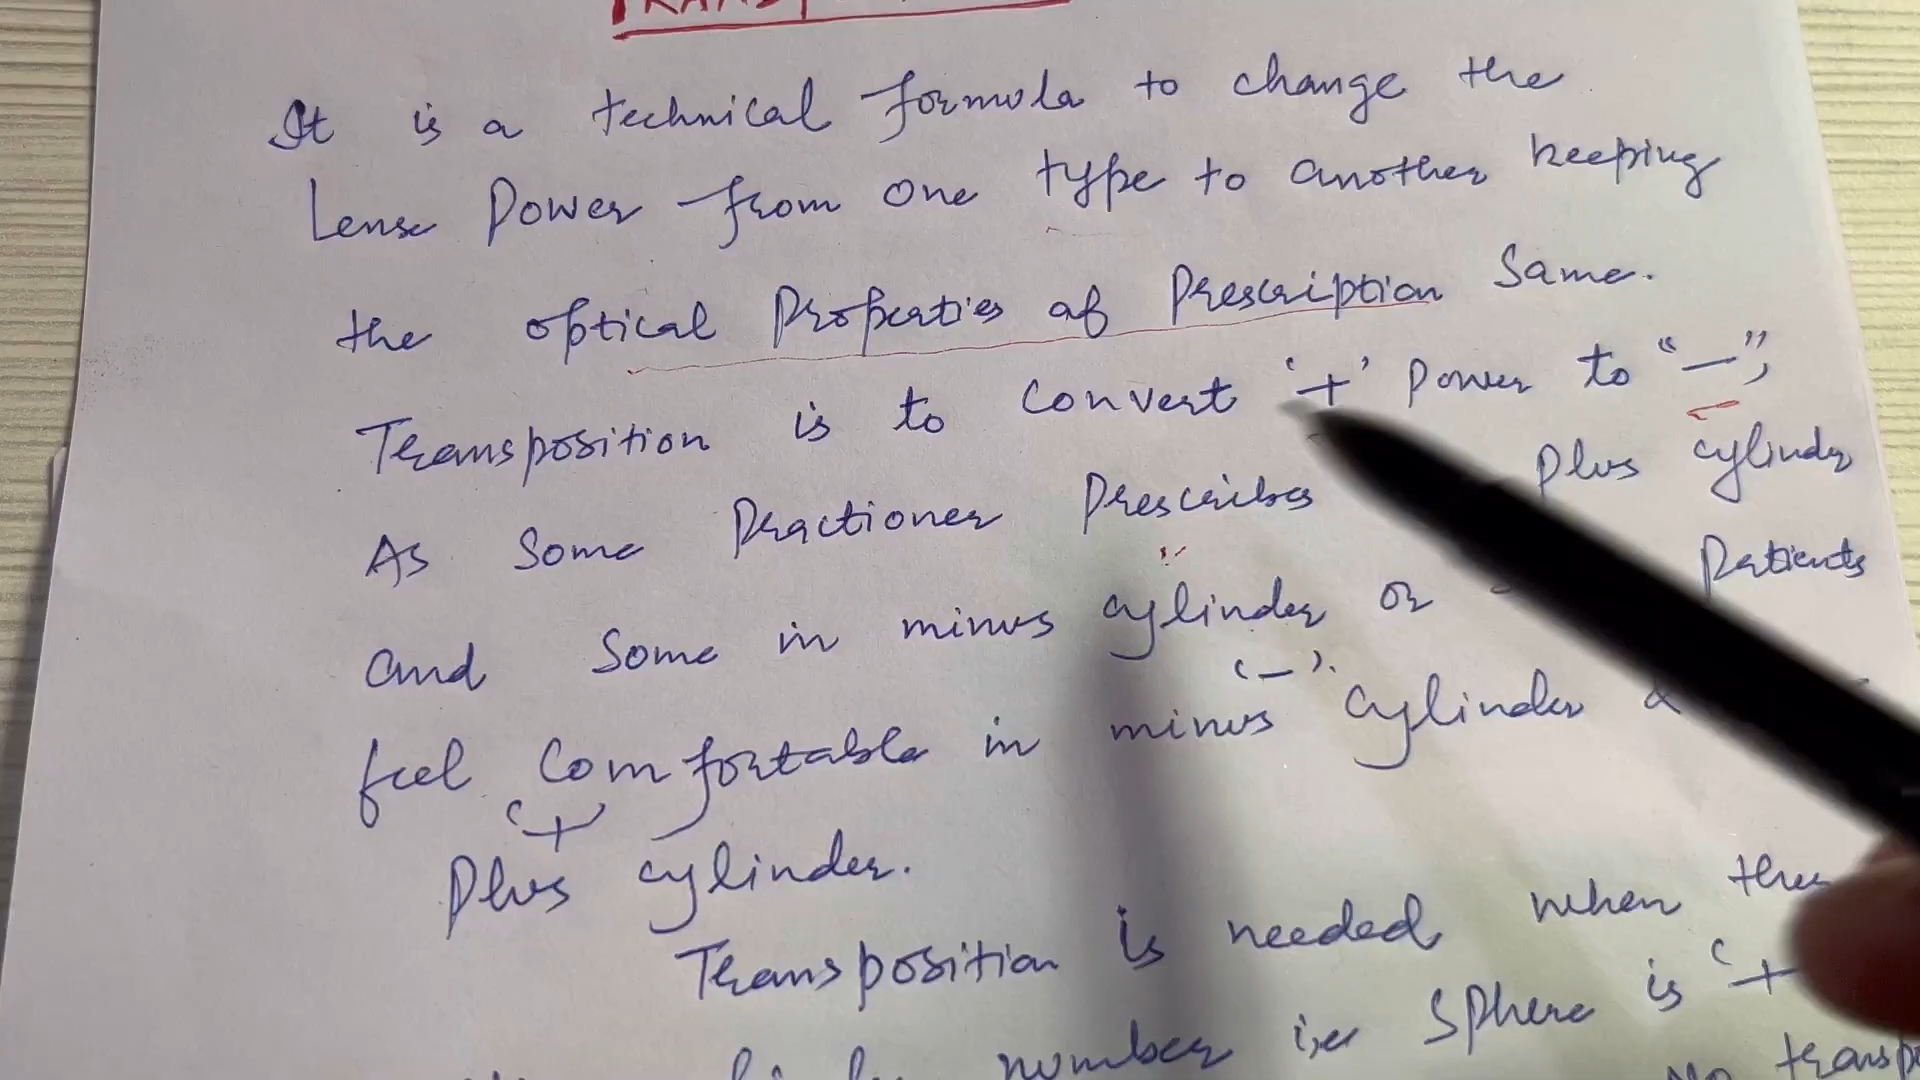 It is a technical formula to change the
Lense Power from one type to another keeping
the optical Properties of Prescription Same.
Transposition is to convert '+' Power to "—",
As some Practioner Prescribes Plus cylinder
and some in minus cylinder or Patients
(-).
feel comfortable in minus cylinder &
'+'
Plus cylinder.
Transposition is needed when
number i.e Sphere is '+
No